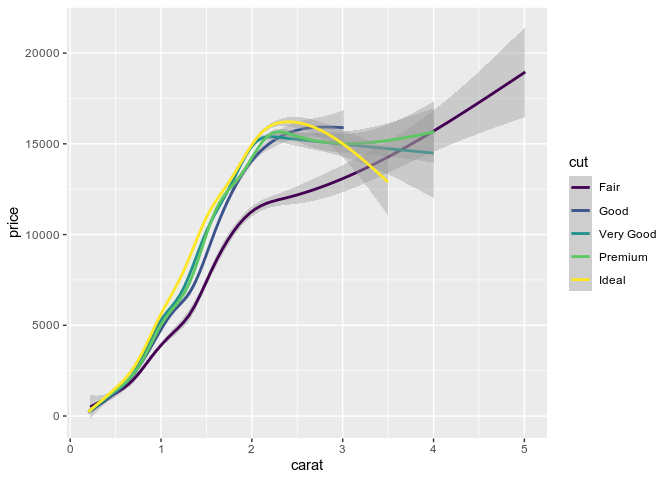 20000
15000
10000
5000
0
price
0 1 2 3 4 5
carat
cut
Fair
Good
Very Good
Premium
Ideal